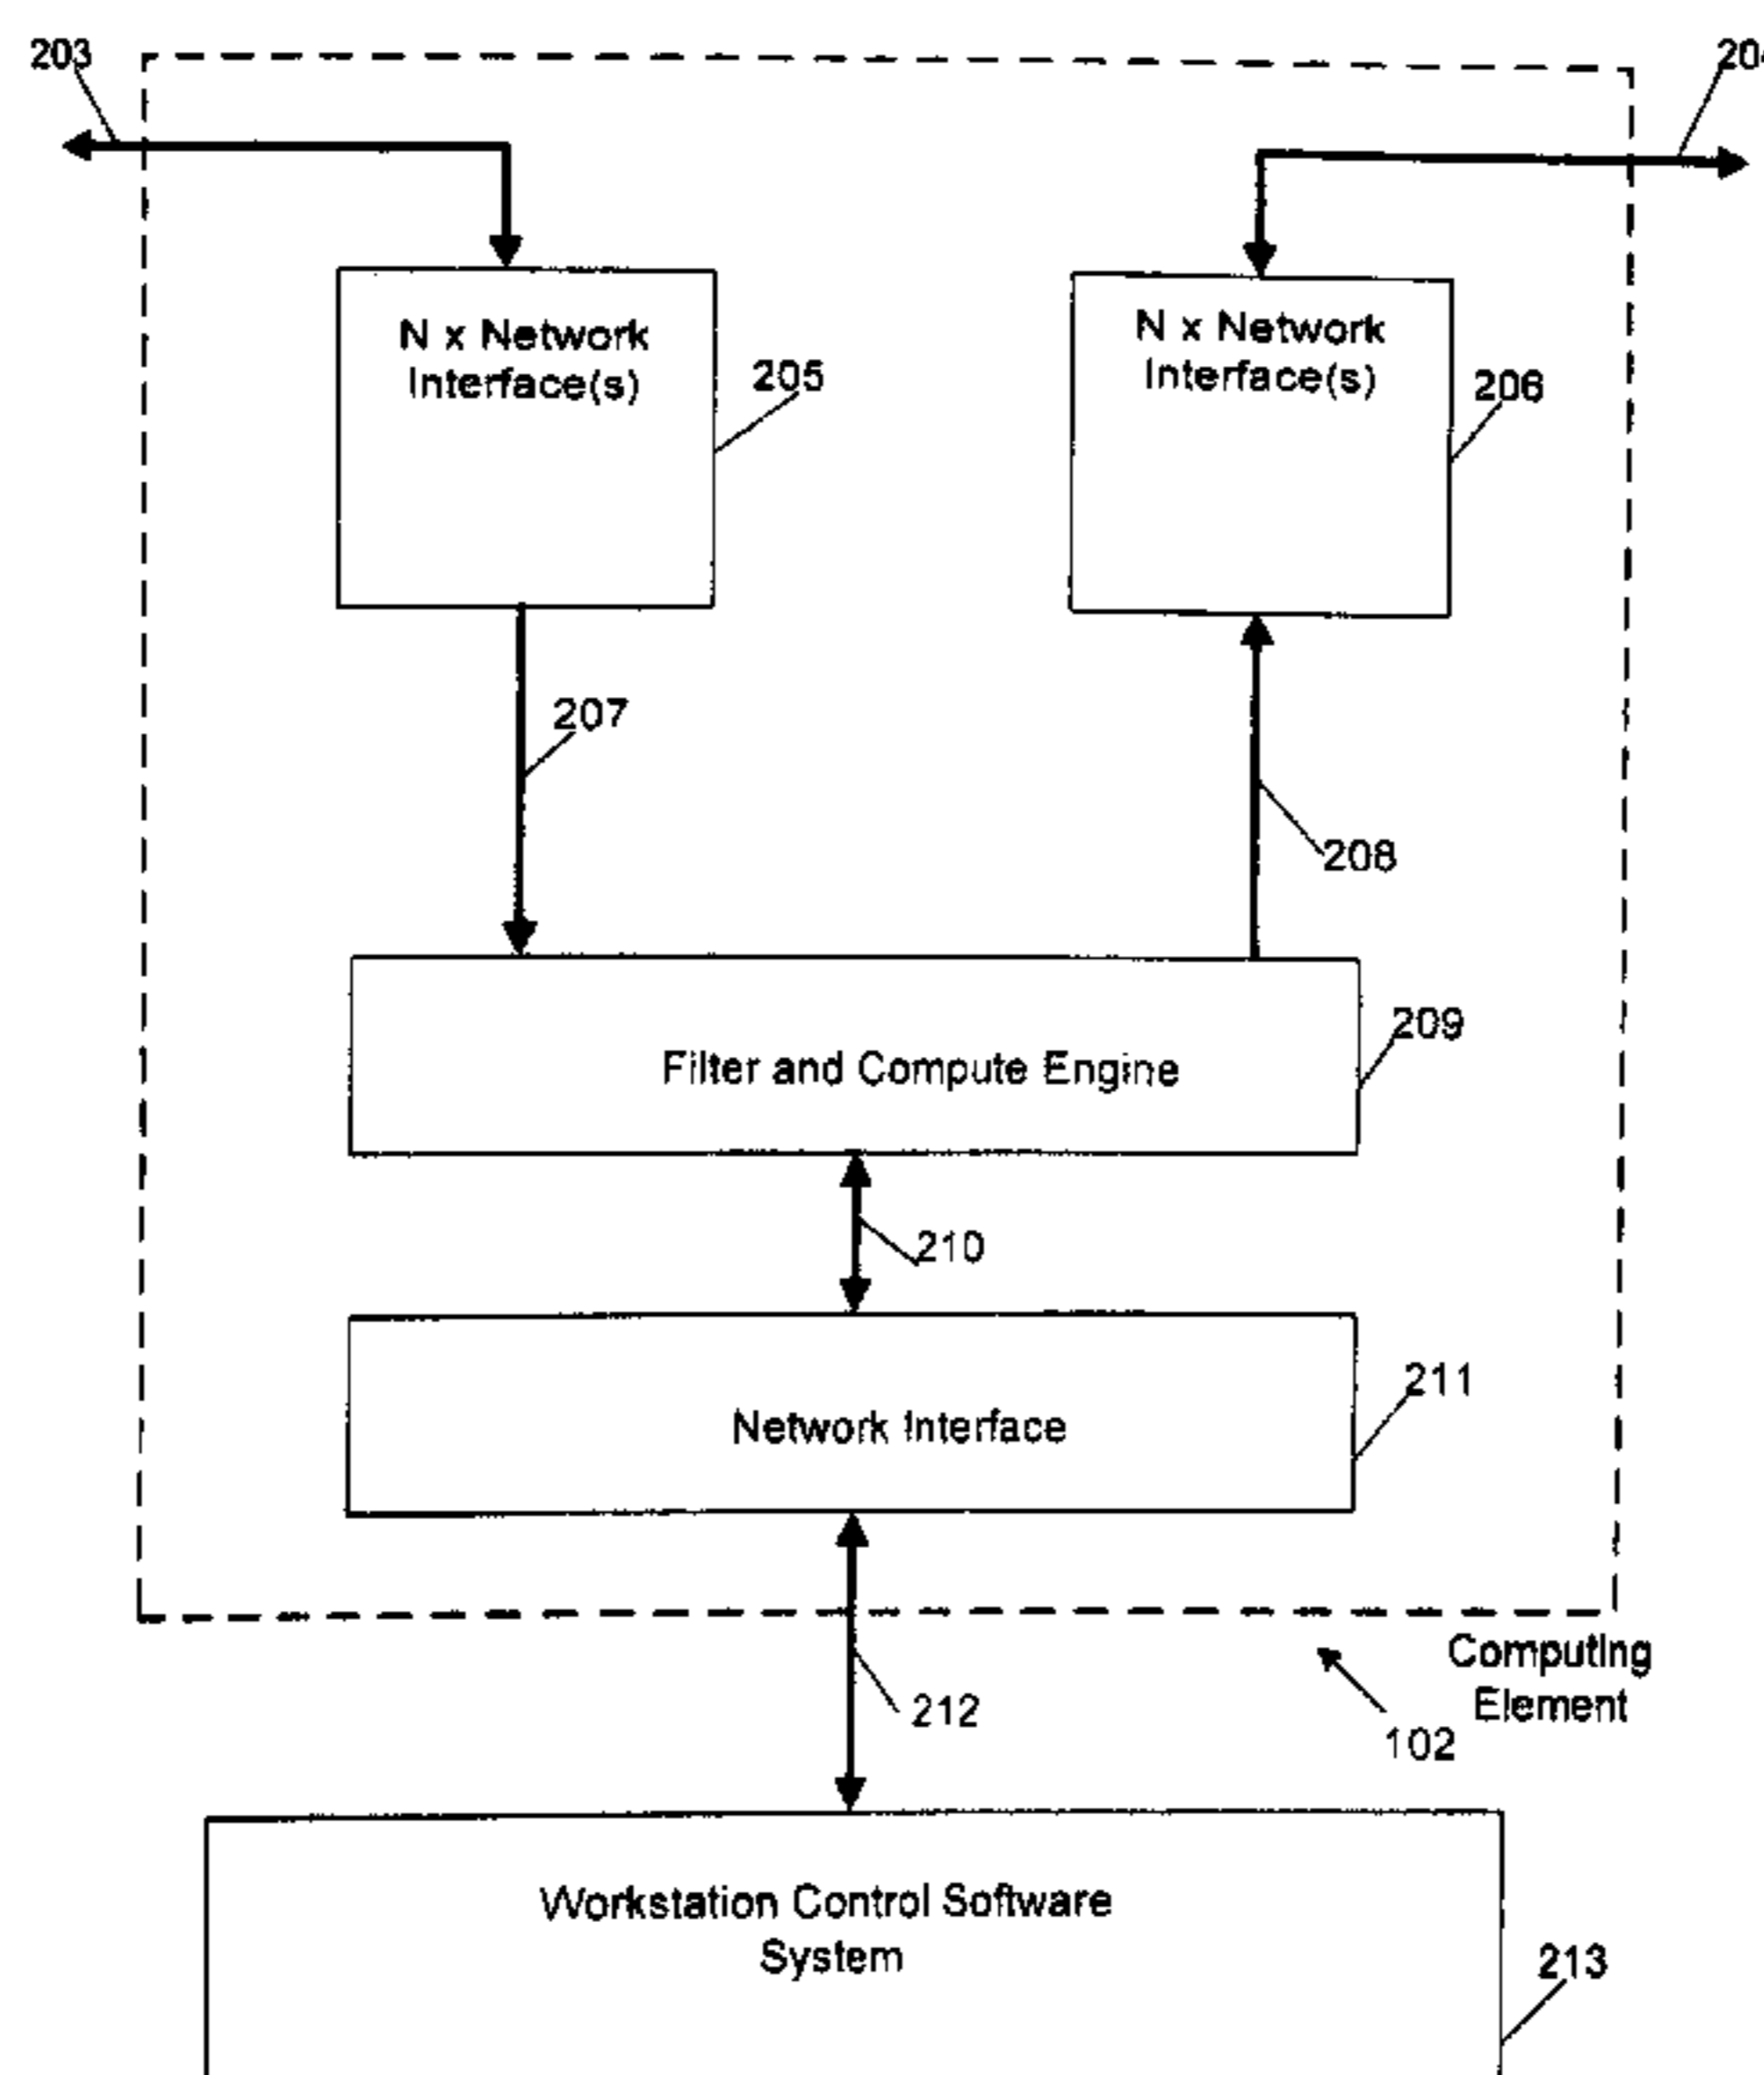 203
N x Network
Interface(s)
205
N x Network
Interface(s)
206
207
208
Filter and Compute Engine
209
210
Network Interface
211
Computing
Element
102
212
Workstation Control Software
System
213